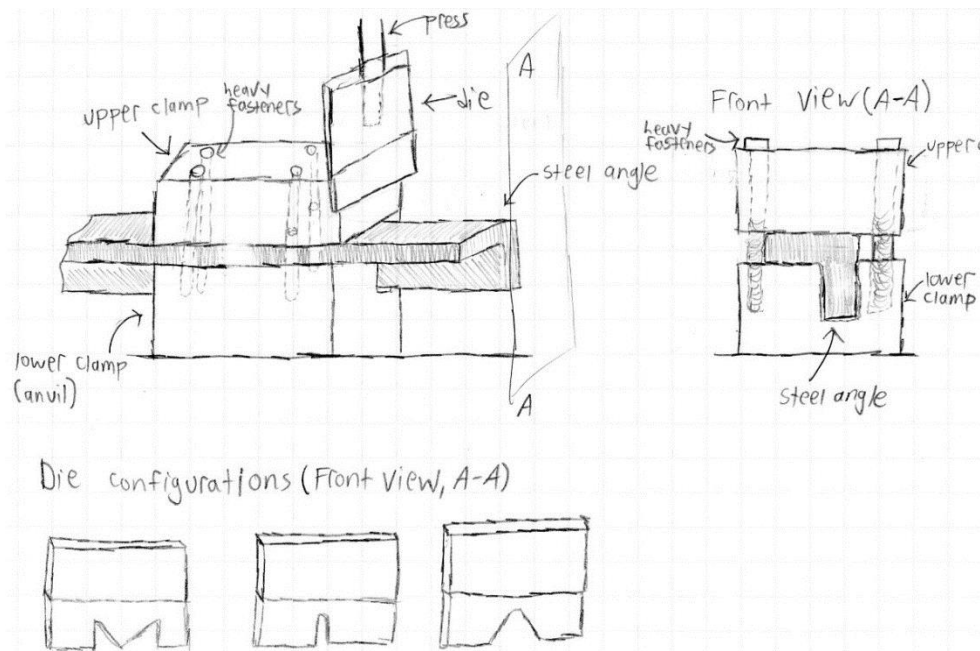 press
A
upper clamp
heavy
fasteners
die
steel angle
lower clamp
(anvil)
A
Front View (A-A)
heavy
fasteners
upper
lower
clamp
steel angle
Die configurations (Front View, A-A)